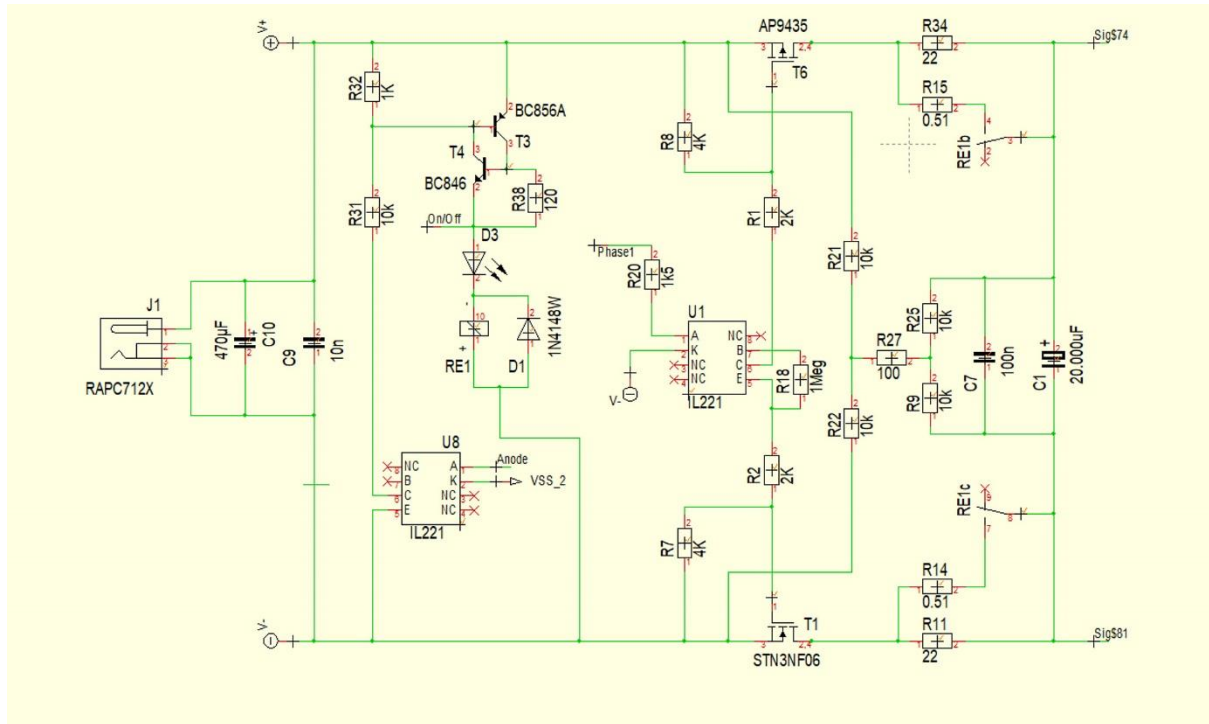 V+
AP9435
T6
R34
22
Sig$74
R15
0.51
RE1b
R32
1K
BC856A
T3
T4
BC846
R38
120
R8
4K
R1
2K
R31
10k
On/Off
D3
Phase1
R20
1k5
R21
10k
J1
RAPC712X
470µF
C10
C9
10n
RE1
D1
1N4148W
U1
A
K
NC
NC
NC
B
C
E
IL221
V-
R18
1Meg
R27
100
R25
10k
R9
10k
C7
100n
C1
20.000uF
R22
10k
R2
2K
U8
NC
B
C
E
A
K
NC
NC
IL221
Anode
VSS_2
R7
4K
RE1c
R14
0.51
R11
22
V-
T1
STN3NF06
Sig$81